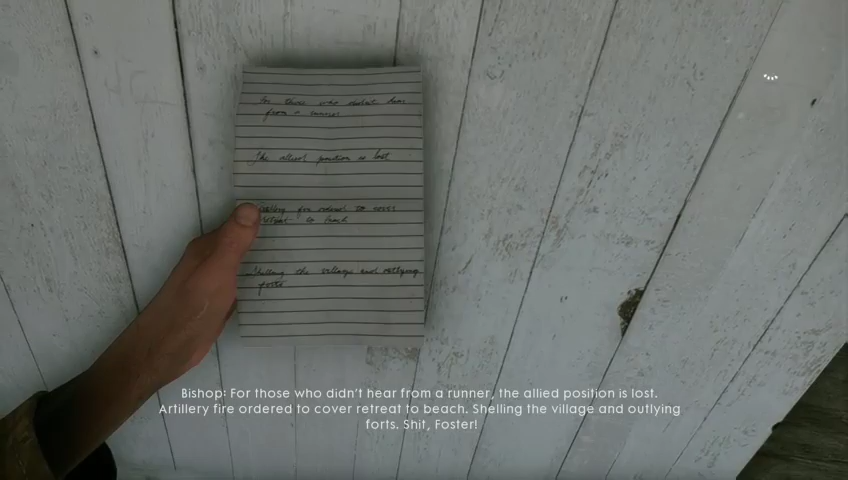 for those who didn't hear
from a runner
The allied position is lost
Artillery fire ordered to cover
retreat to beach
Shelling the village and outlying
forts
Bishop: For those who didn't hear from a runner, the allied position is lost.
Artillery fire ordered to cover retreat to beach. Shelling the village and outlying
forts. Shit, Foster!